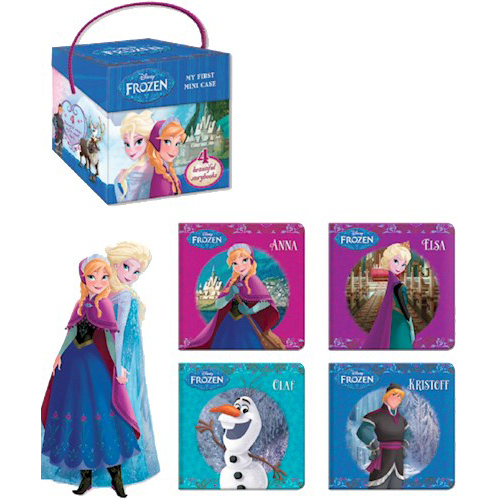 Disney
FROZEN
MY FIRST
MINI CASE
4
beautiful
storybooks
4
Disney
FROZEN
ANNA
Disney
FROZEN
ELSA
Disney
FROZEN
OLAF
Disney
FROZEN
KRISTOFF